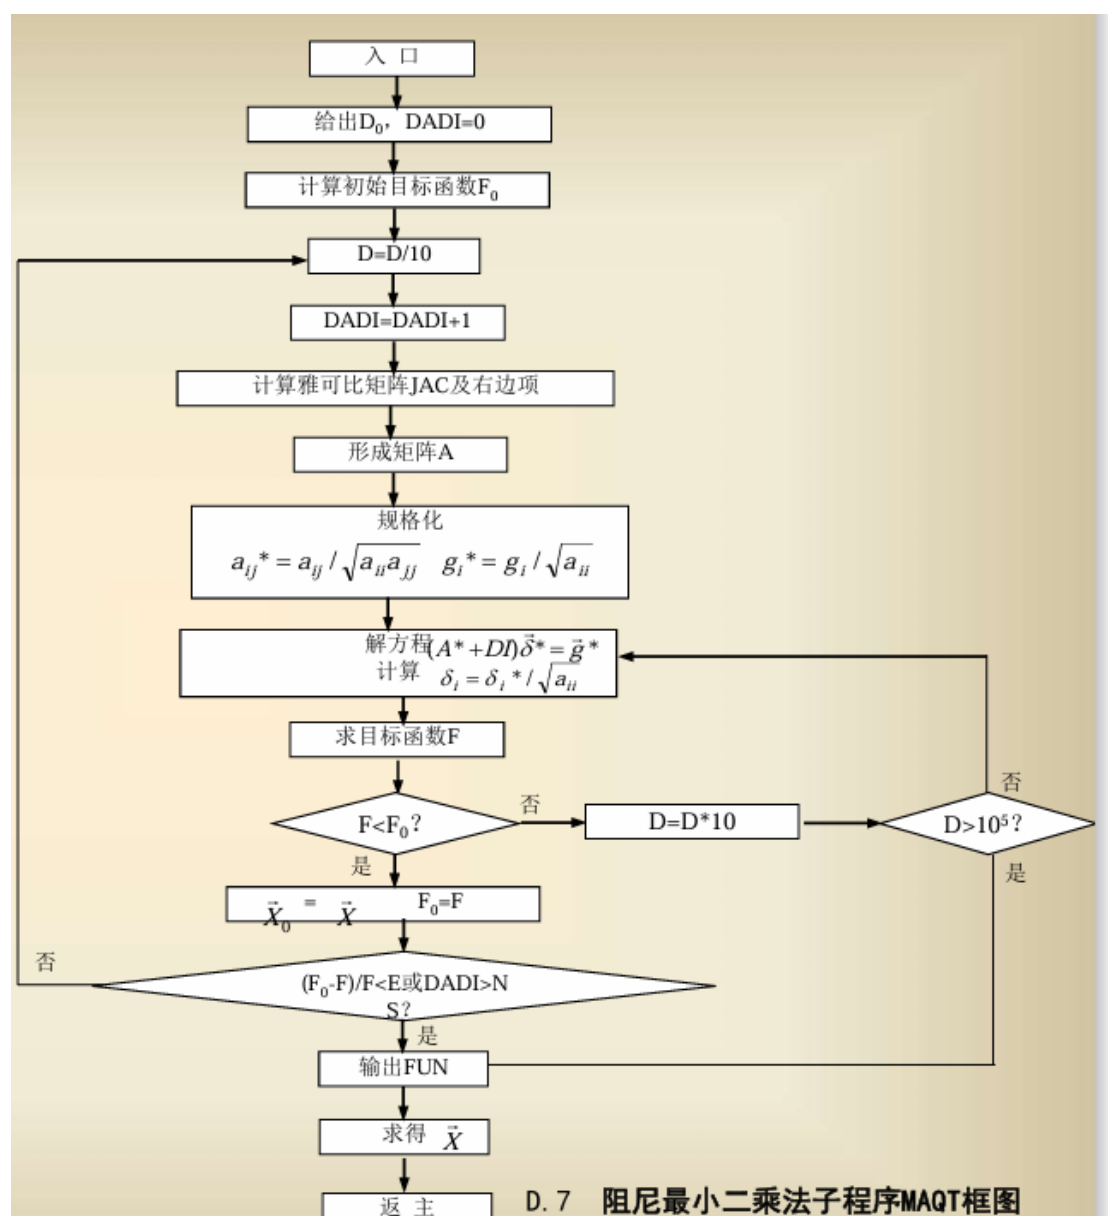 入 口
给出D₀，DADI=0
计算初始目标函数F₀
D=D/10
DADI=DADI+1
计算雅可比矩阵JAC及右边项
形成矩阵A
规格化
aᵢⱼ* = aᵢⱼ / √(aᵢᵢaⱼⱼ) gᵢ* = gᵢ / √aᵢᵢ
解方程(A*+DI)δ⃗* = g⃗*
计算 δᵢ = δᵢ* / √aᵢᵢ
求目标函数F
F<F₀？
否
D=D*10
D>10⁵？
否
是
是
X⃗₀ = X⃗ F₀=F
否
(F₀-F)/F<E或DADI>N
S？
是
输出FUN
求得 X⃗
返 主
D.7 阻尼最小二乘法子程序MAQT框图